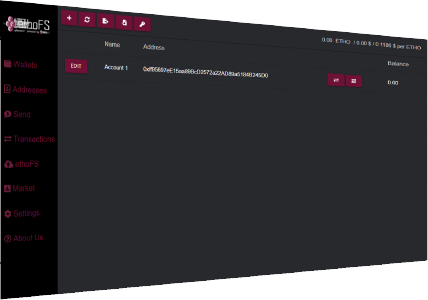 ethoFS
0.00 ETHO / 0.00 $ / 0.1186 $ per ETHO
Name Address Balance
EDIT Account 1 0.00
Wallets
Addresses
Send
Transactions
ethoFS
Market
Settings
About Us